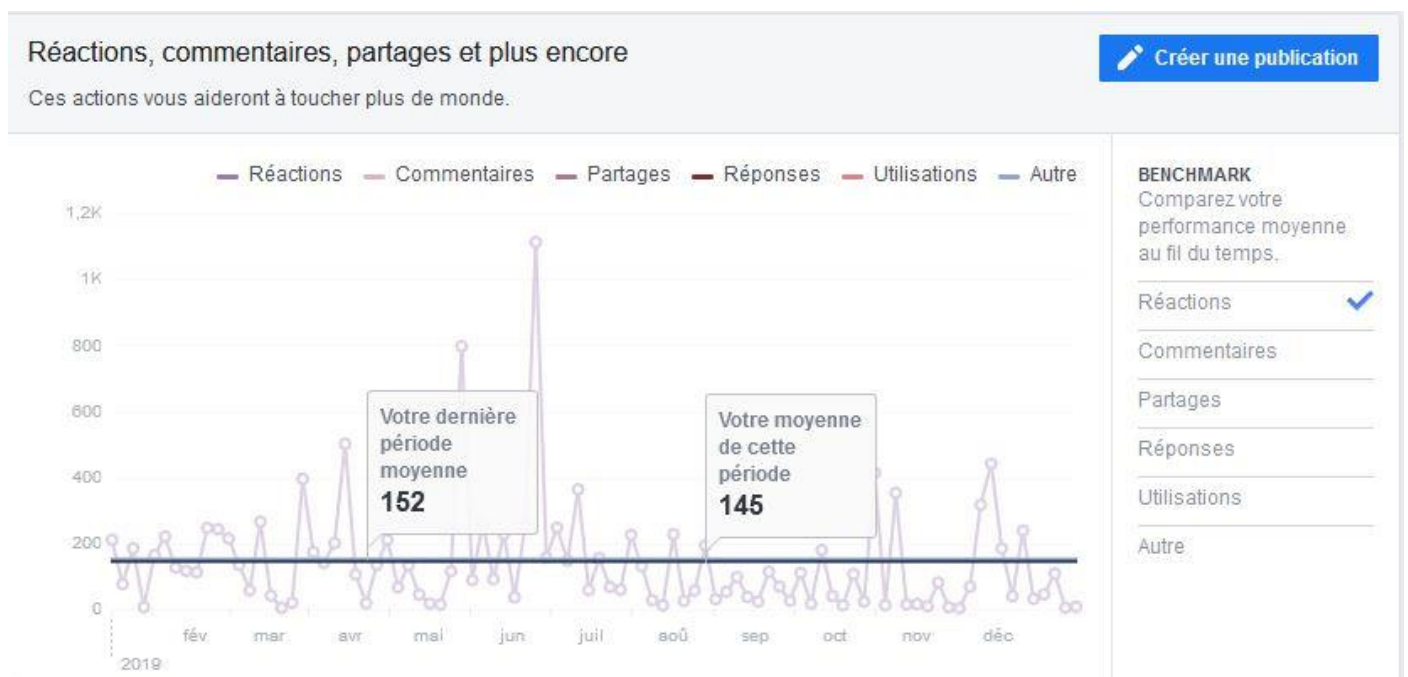 Réactions, commentaires, partages et plus encore
Créer une publication
Ces actions vous aideront à toucher plus de monde.
Réactions
Commentaires
Partages
Réponses
Utilisations
Autre
1,2K
1K
800
600
400
200
0
Votre dernière
période
moyenne
152
Votre moyenne
de cette
période
145
fév
mar
avr
mai
jun
juil
aoû
sep
oct
nov
déc
2019
BENCHMARK
Comparez votre
performance moyenne
au fil du temps.
Réactions
Commentaires
Partages
Réponses
Utilisations
Autre